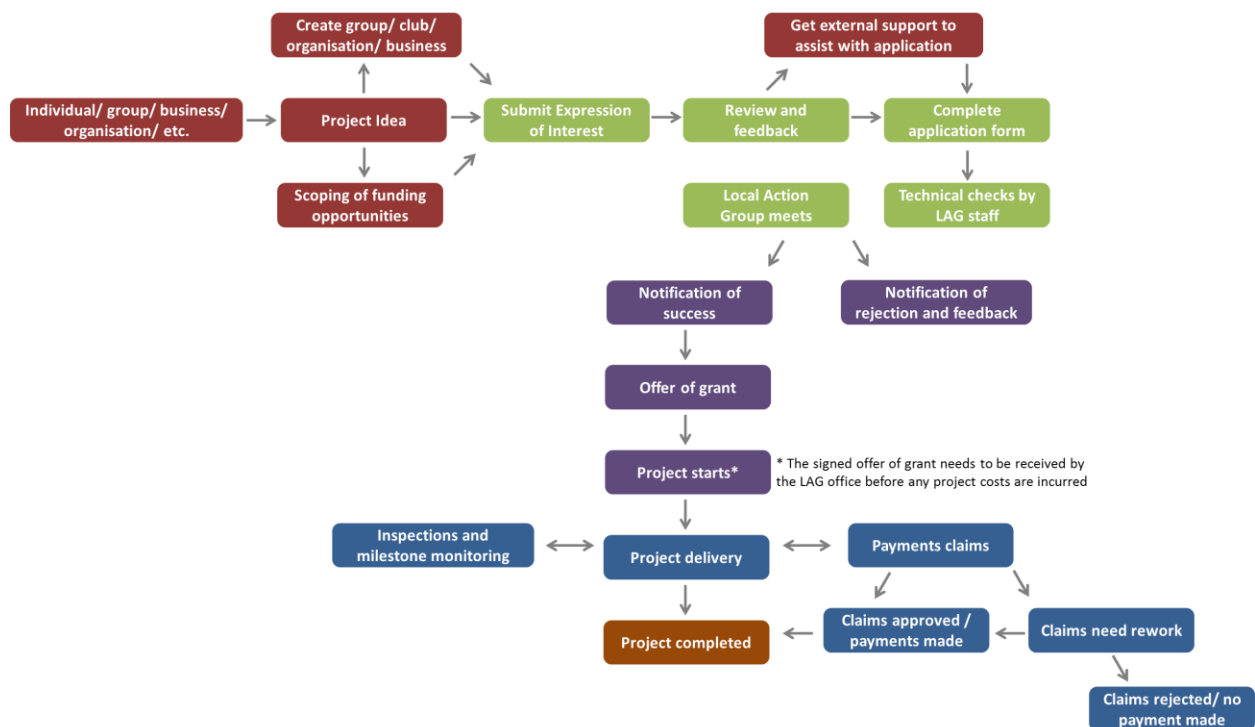 Create group/ club/
organisation/ business
Get external support to
assist with application
Individual/ group/ business/
organisation/ etc.
Project Idea
Submit Expression
of Interest
Review and
feedback
Complete
application form
Scoping of funding
opportunities
Local Action
Group meets
Technical checks by
LAG staff
Notification of
success
Notification of
rejection and feedback
Offer of grant
Project starts*
* The signed offer of grant needs to be received by
the LAG office before any project costs are incurred
Inspections and
milestone monitoring
Project delivery
Payments claims
Project completed
Claims approved /
payments made
Claims need rework
Claims rejected/ no
payment made